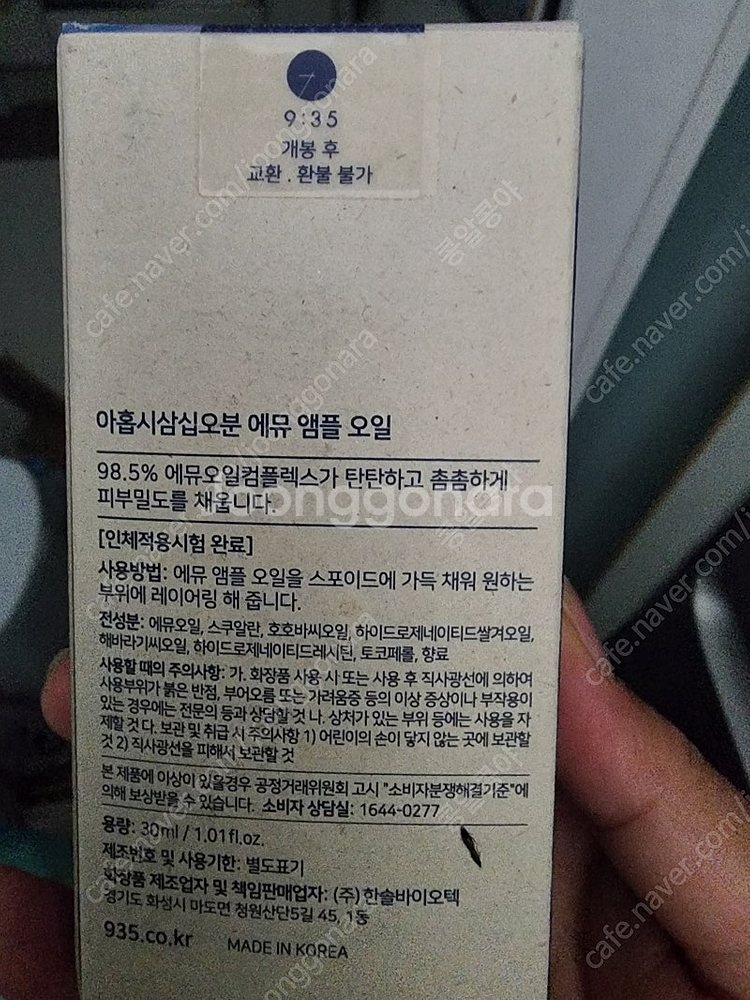 9:35
개봉 후
교환 . 환불 불가
아홉시삼십오분 에뮤 앰플 오일
98.5% 에뮤오일컴플렉스가 탄탄하고 촘촘하게
피부밀도를 채웁니다.
[인체적용시험 완료]
사용방법: 에뮤 앰플 오일을 스포이드에 가득 채워 원하는
부위에 레이어링 해 줍니다.
전성분: 에뮤오일, 스쿠알란, 호호바씨오일, 하이드로제네이티드쌀겨오일,
해바라기씨오일, 하이드로제네이티드레시틴, 토코페롤, 향료
사용할 때의 주의사항: 가. 화장품 사용 시 또는 사용 후 직사광선에 의하여
사용부위가 붉은 반점, 부어오름 또는 가려움증 등의 이상 증상이나 부작용이
있는 경우에는 전문의 등과 상담할 것 나. 상처가 있는 부위 등에는 사용을 자
제할 것 다. 보관 및 취급 시 주의사항 1) 어린이의 손이 닿지 않는 곳에 보관할
것 2) 직사광선을 피해서 보관할 것
본 제품에 이상이 있을경우 공정거래위원회 고시 "소비자분쟁해결기준"에
의해 보상받을 수 있습니다. 소비자 상담실: 1644-0277
용량: 30ml / 1.01fl.oz.
제조번호 및 사용기한: 별도표기
화장품 제조업자 및 책임판매업자: (주)한솔바이오텍
경기도 화성시 마도면 청원산단5길 45, 1동
935.co.kr MADE IN KOREA
joonggonara
cafe.naver.com/joonggonara
콩알콩야